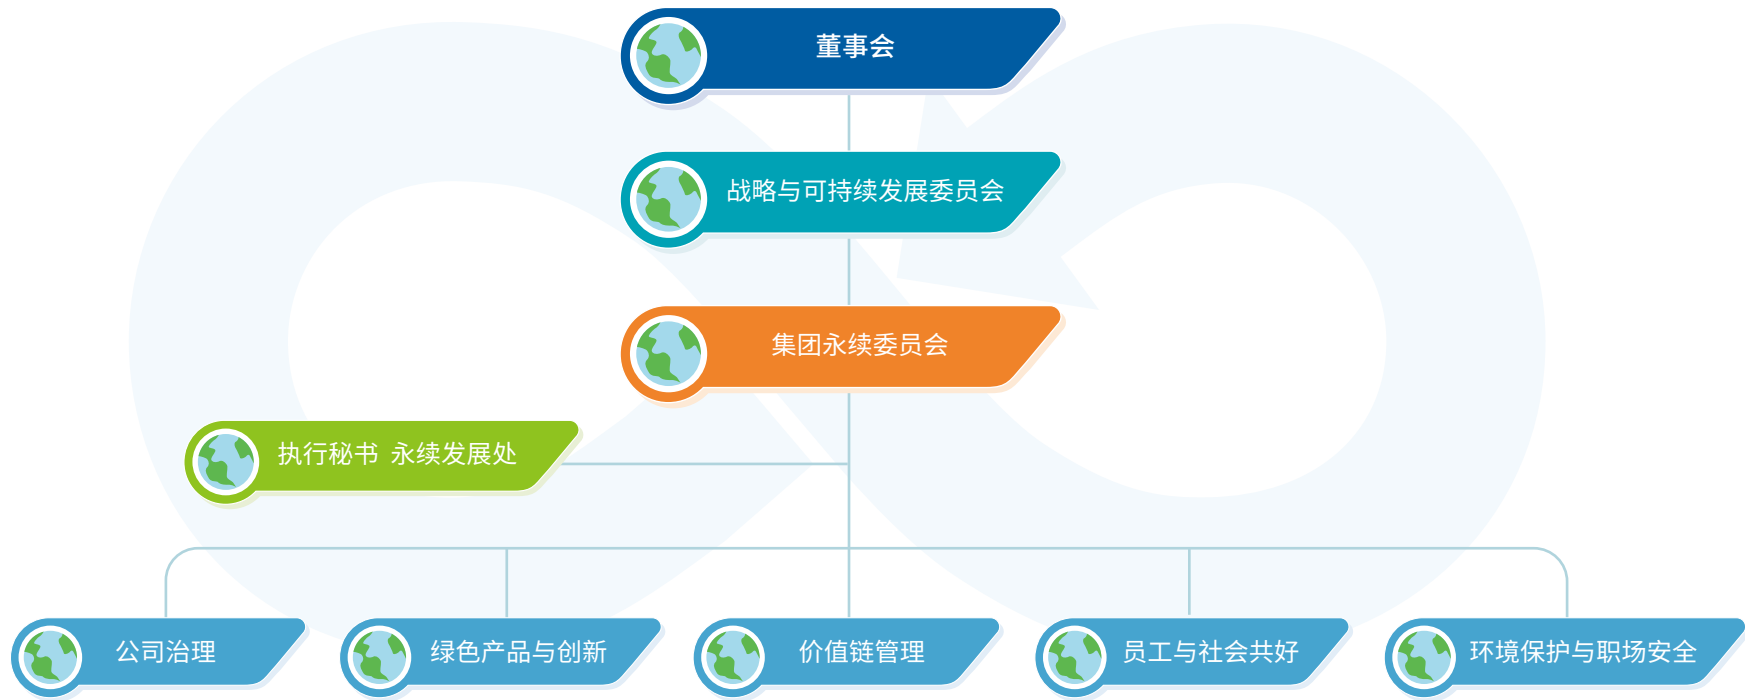 董事会
战略与可持续发展委员会
集团永续委员会
执行秘书 永续发展处
公司治理
绿色产品与创新
价值链管理
员工与社会共好
环境保护与职场安全